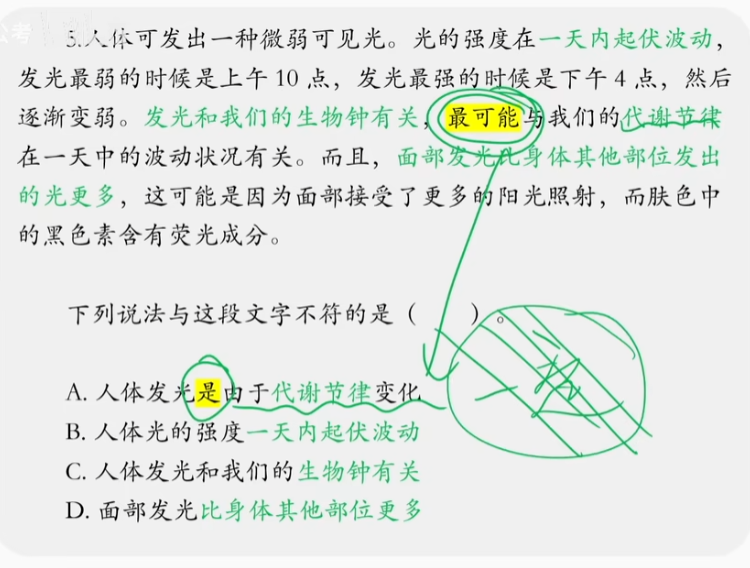 5.人体可发出一种微弱可见光。光的强度在一天内起伏波动，
发光最弱的时候是上午10点，发光最强的时候是下午4点，然后
逐渐变弱。发光和我们的生物钟有关，最可能与我们的代谢节律
在一天中的波动状况有关。而且，面部发光比身体其他部位发出
的光更多，这可能是因为面部接受了更多的阳光照射，而肤色中
的黑色素含有荧光成分。
下列说法与这段文字不符的是（　　）。
A. 人体发光是由于代谢节律变化
B. 人体光的强度一天内起伏波动
C. 人体发光和我们的生物钟有关
D. 面部发光比身体其他部位更多